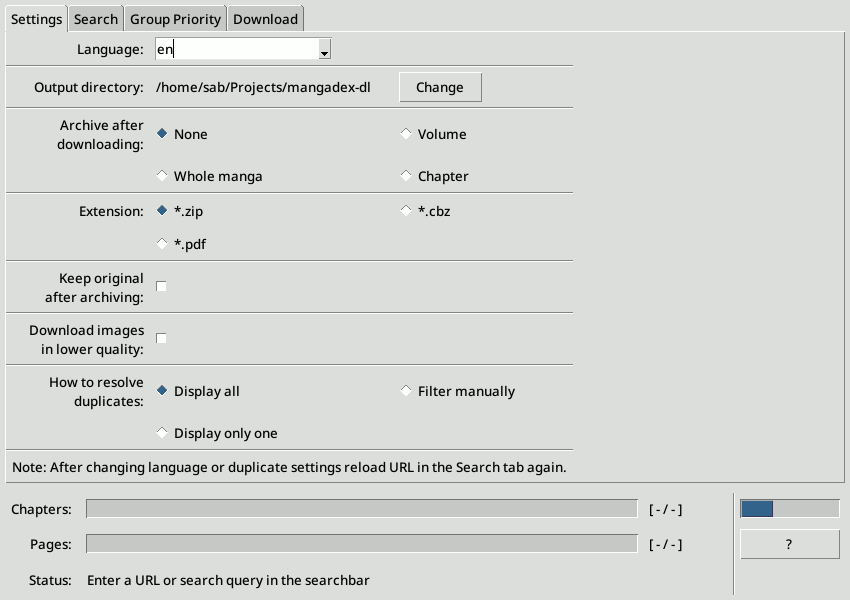 Settings Search Group Priority Download
Language: en
Output directory: /home/sab/Projects/mangadex-dl Change
Archive after
downloading:
None Volume
Whole manga Chapter
Extension: *.zip *.cbz
*.pdf
Keep original
after archiving:
Download images
in lower quality:
How to resolve
duplicates:
Display all Filter manually
Display only one
Note: After changing language or duplicate settings reload URL in the Search tab again.
Chapters: [ - / - ]
Pages: [ - / - ] ?
Status: Enter a URL or search query in the searchbar